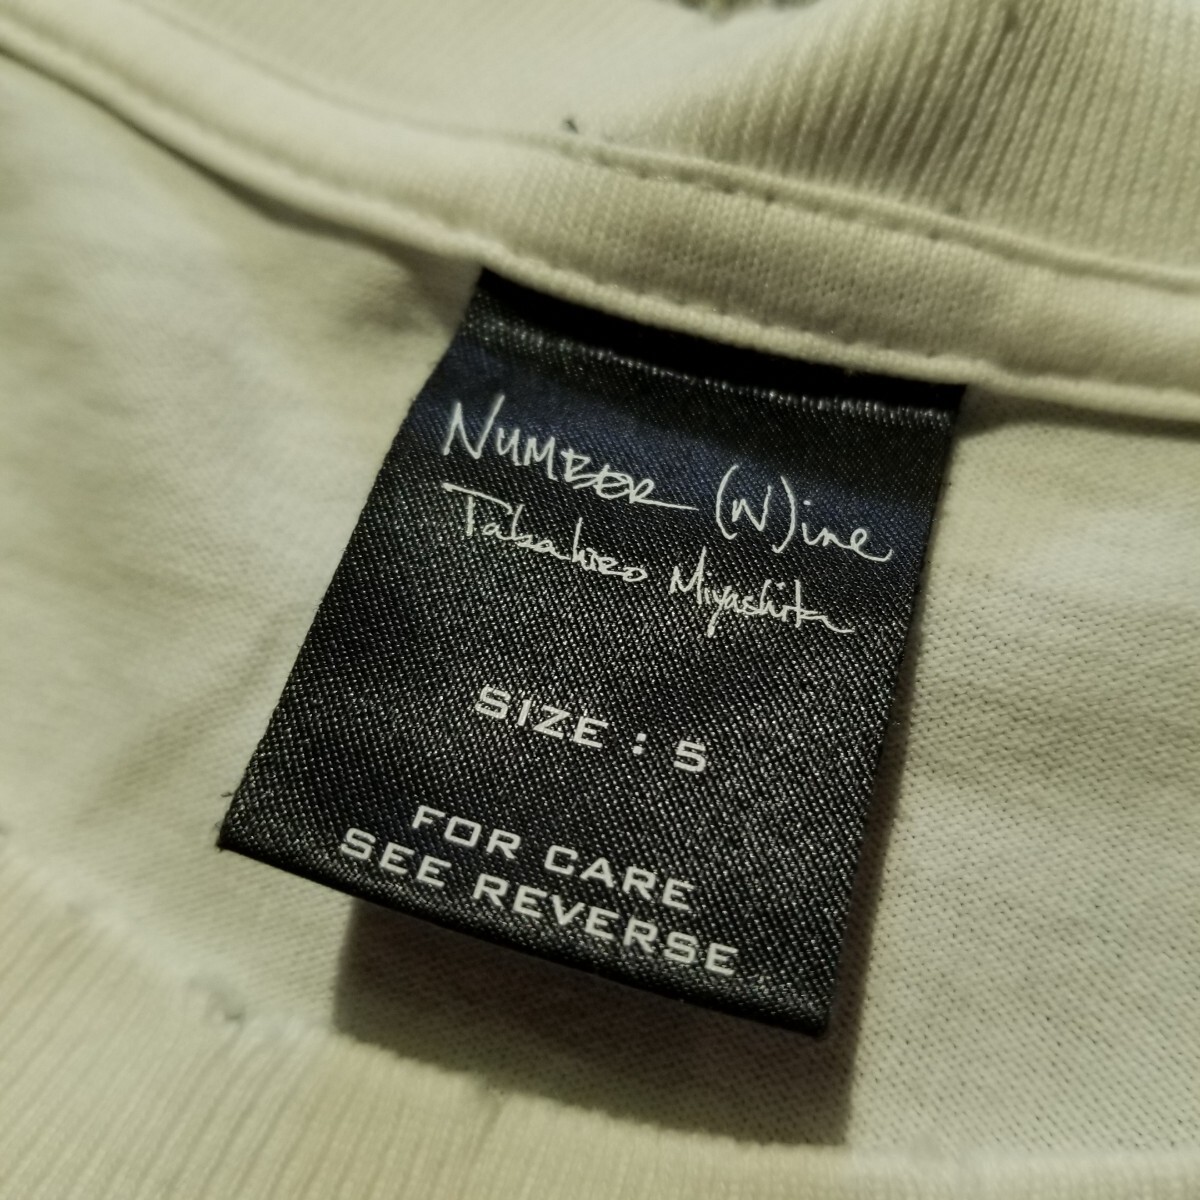 NUMBER (N)ine
Takahiro Miyashita
SIZE : 5
FOR CARE
SEE REVERSE